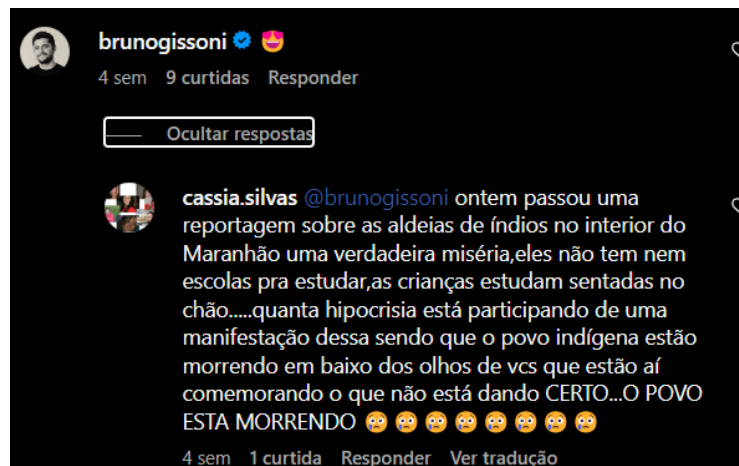 brunogissoni 😍
4 sem 9 curtidas Responder
Ocultar respostas
cassia.silvas @brunogissoni ontem passou uma
reportagem sobre as aldeias de índios no interior do
Maranhão uma verdadeira miséria,eles não tem nem
escolas pra estudar,as crianças estudam sentadas no
chão.....quanta hipocrisia está participando de uma
manifestação dessa sendo que o povo indígena estão
morrendo em baixo dos olhos de vcs que estão aí
comemorando o que não está dando CERTO...O POVO
ESTA MORRENDO 😢😢😢😢😢😢😢😢
4 sem 1 curtida Responder Ver tradução